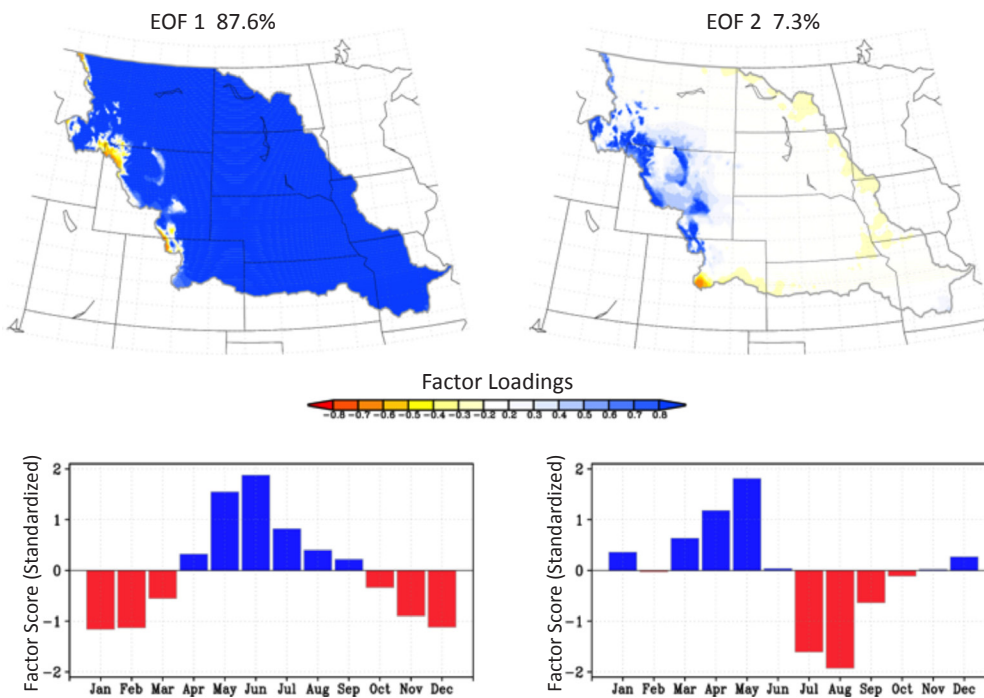 EOF 1  87.6%
EOF 2  7.3%
Factor Loadings
-0.8 -0.7 -0.6 -0.5 -0.4 -0.3 -0.2 0.2 0.3 0.4 0.5 0.6 0.7 0.8
Factor Score (Standardized)
2
1
0
-1
-2
Jan Feb Mar Apr May Jun Jul Aug Sep Oct Nov Dec
Factor Score (Standardized)
2
1
0
-1
-2
Jan Feb Mar Apr May Jun Jul Aug Sep Oct Nov Dec